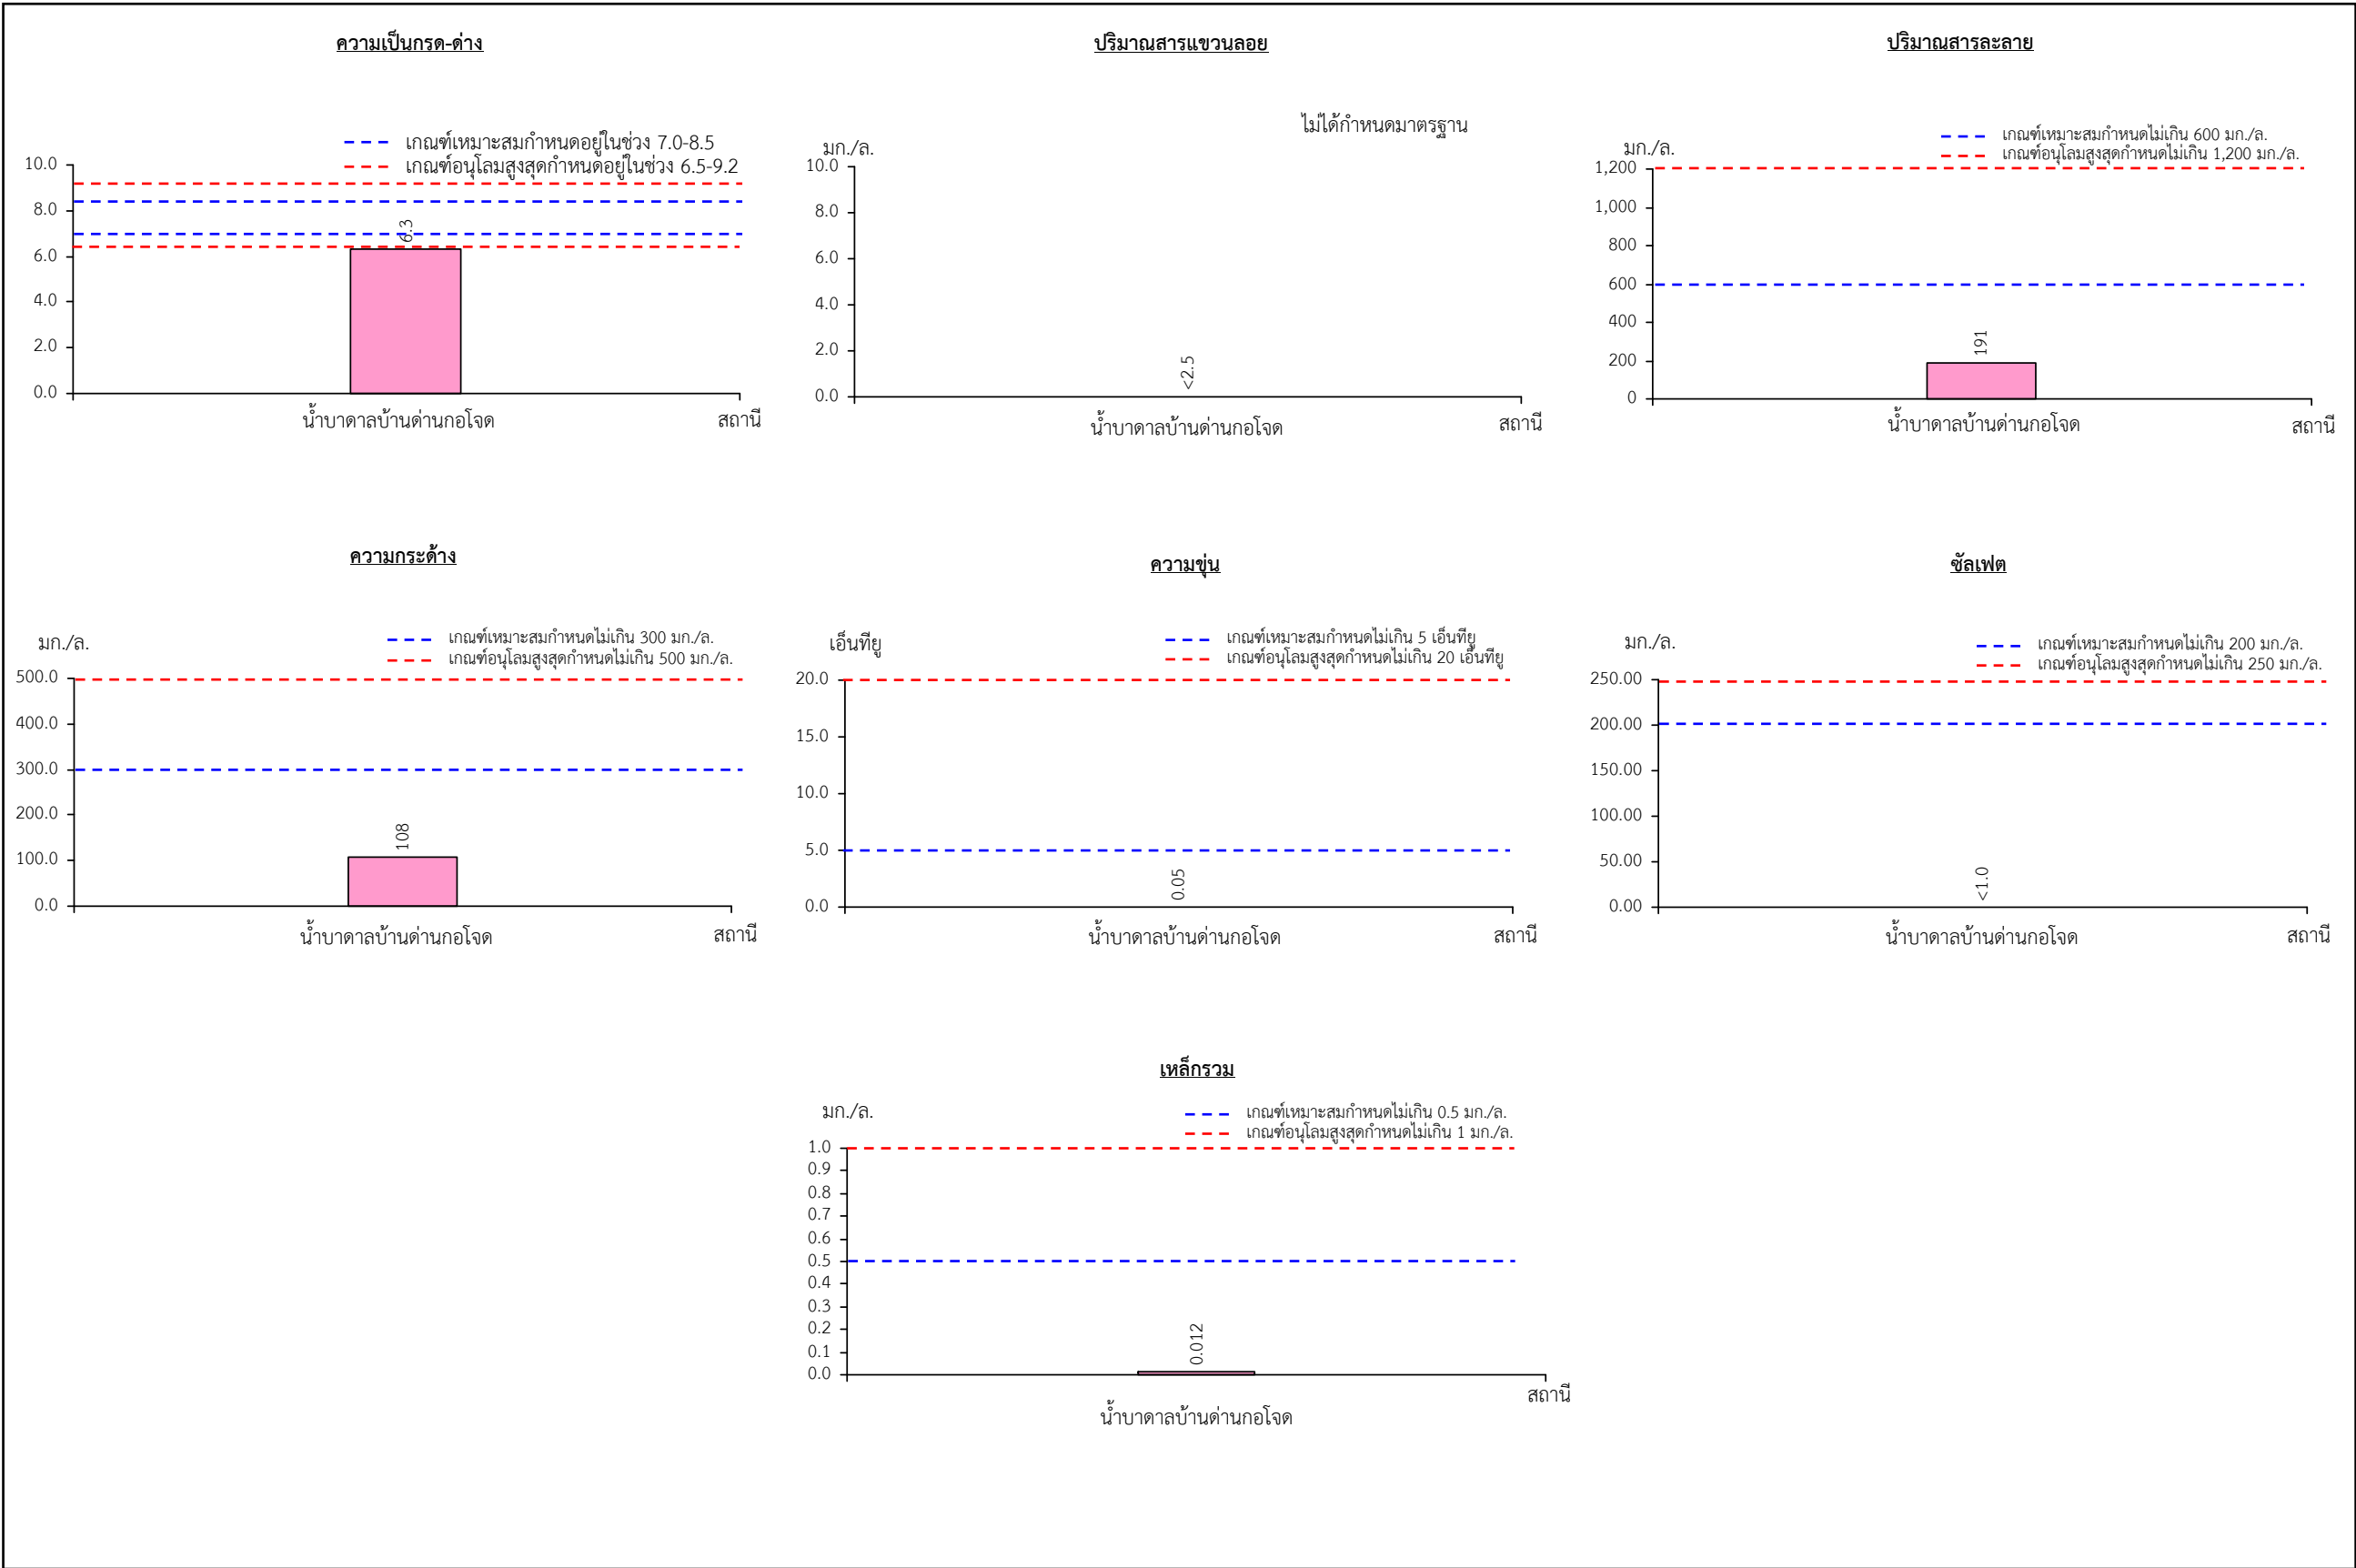 ความเป็นกรด-ด่าง
เกณฑ์เหมาะสมกำหนดอยู่ในช่วง 7.0-8.5
เกณฑ์อนุโลมสูงสุดกำหนดอยู่ในช่วง 6.5-9.2
10.0
8.0
6.0
4.0
2.0
0.0
6.3
น้ำบาดาลบ้านด่านกอโจด
สถานี
ปริมาณสารแขวนลอย
ไม่ได้กำหนดมาตรฐาน
มก./ล.
10.0
8.0
6.0
4.0
2.0
0.0
<2.5
น้ำบาดาลบ้านด่านกอโจด
สถานี
ปริมาณสารละลาย
เกณฑ์เหมาะสมกำหนดไม่เกิน 600 มก./ล.
เกณฑ์อนุโลมสูงสุดกำหนดไม่เกิน 1,200 มก./ล.
มก./ล.
1,200
1,000
800
600
400
200
0
191
น้ำบาดาลบ้านด่านกอโจด
สถานี
ความกระด้าง
มก./ล.
เกณฑ์เหมาะสมกำหนดไม่เกิน 300 มก./ล.
เกณฑ์อนุโลมสูงสุดกำหนดไม่เกิน 500 มก./ล.
500.0
400.0
300.0
200.0
100.0
0.0
108
น้ำบาดาลบ้านด่านกอโจด
สถานี
ความขุ่น
เอ็นทียู
เกณฑ์เหมาะสมกำหนดไม่เกิน 5 เอ็นทียู
เกณฑ์อนุโลมสูงสุดกำหนดไม่เกิน 20 เอ็นทียู
20.0
15.0
10.0
5.0
0.0
0.05
น้ำบาดาลบ้านด่านกอโจด
สถานี
ซัลเฟต
มก./ล.
เกณฑ์เหมาะสมกำหนดไม่เกิน 200 มก./ล.
เกณฑ์อนุโลมสูงสุดกำหนดไม่เกิน 250 มก./ล.
250.00
200.00
150.00
100.00
50.00
0.00
<1.0
น้ำบาดาลบ้านด่านกอโจด
สถานี
เหล็กรวม
มก./ล.
เกณฑ์เหมาะสมกำหนดไม่เกิน 0.5 มก./ล.
เกณฑ์อนุโลมสูงสุดกำหนดไม่เกิน 1 มก./ล.
1.0
0.9
0.8
0.7
0.6
0.5
0.4
0.3
0.2
0.1
0.0
0.012
น้ำบาดาลบ้านด่านกอโจด
สถานี